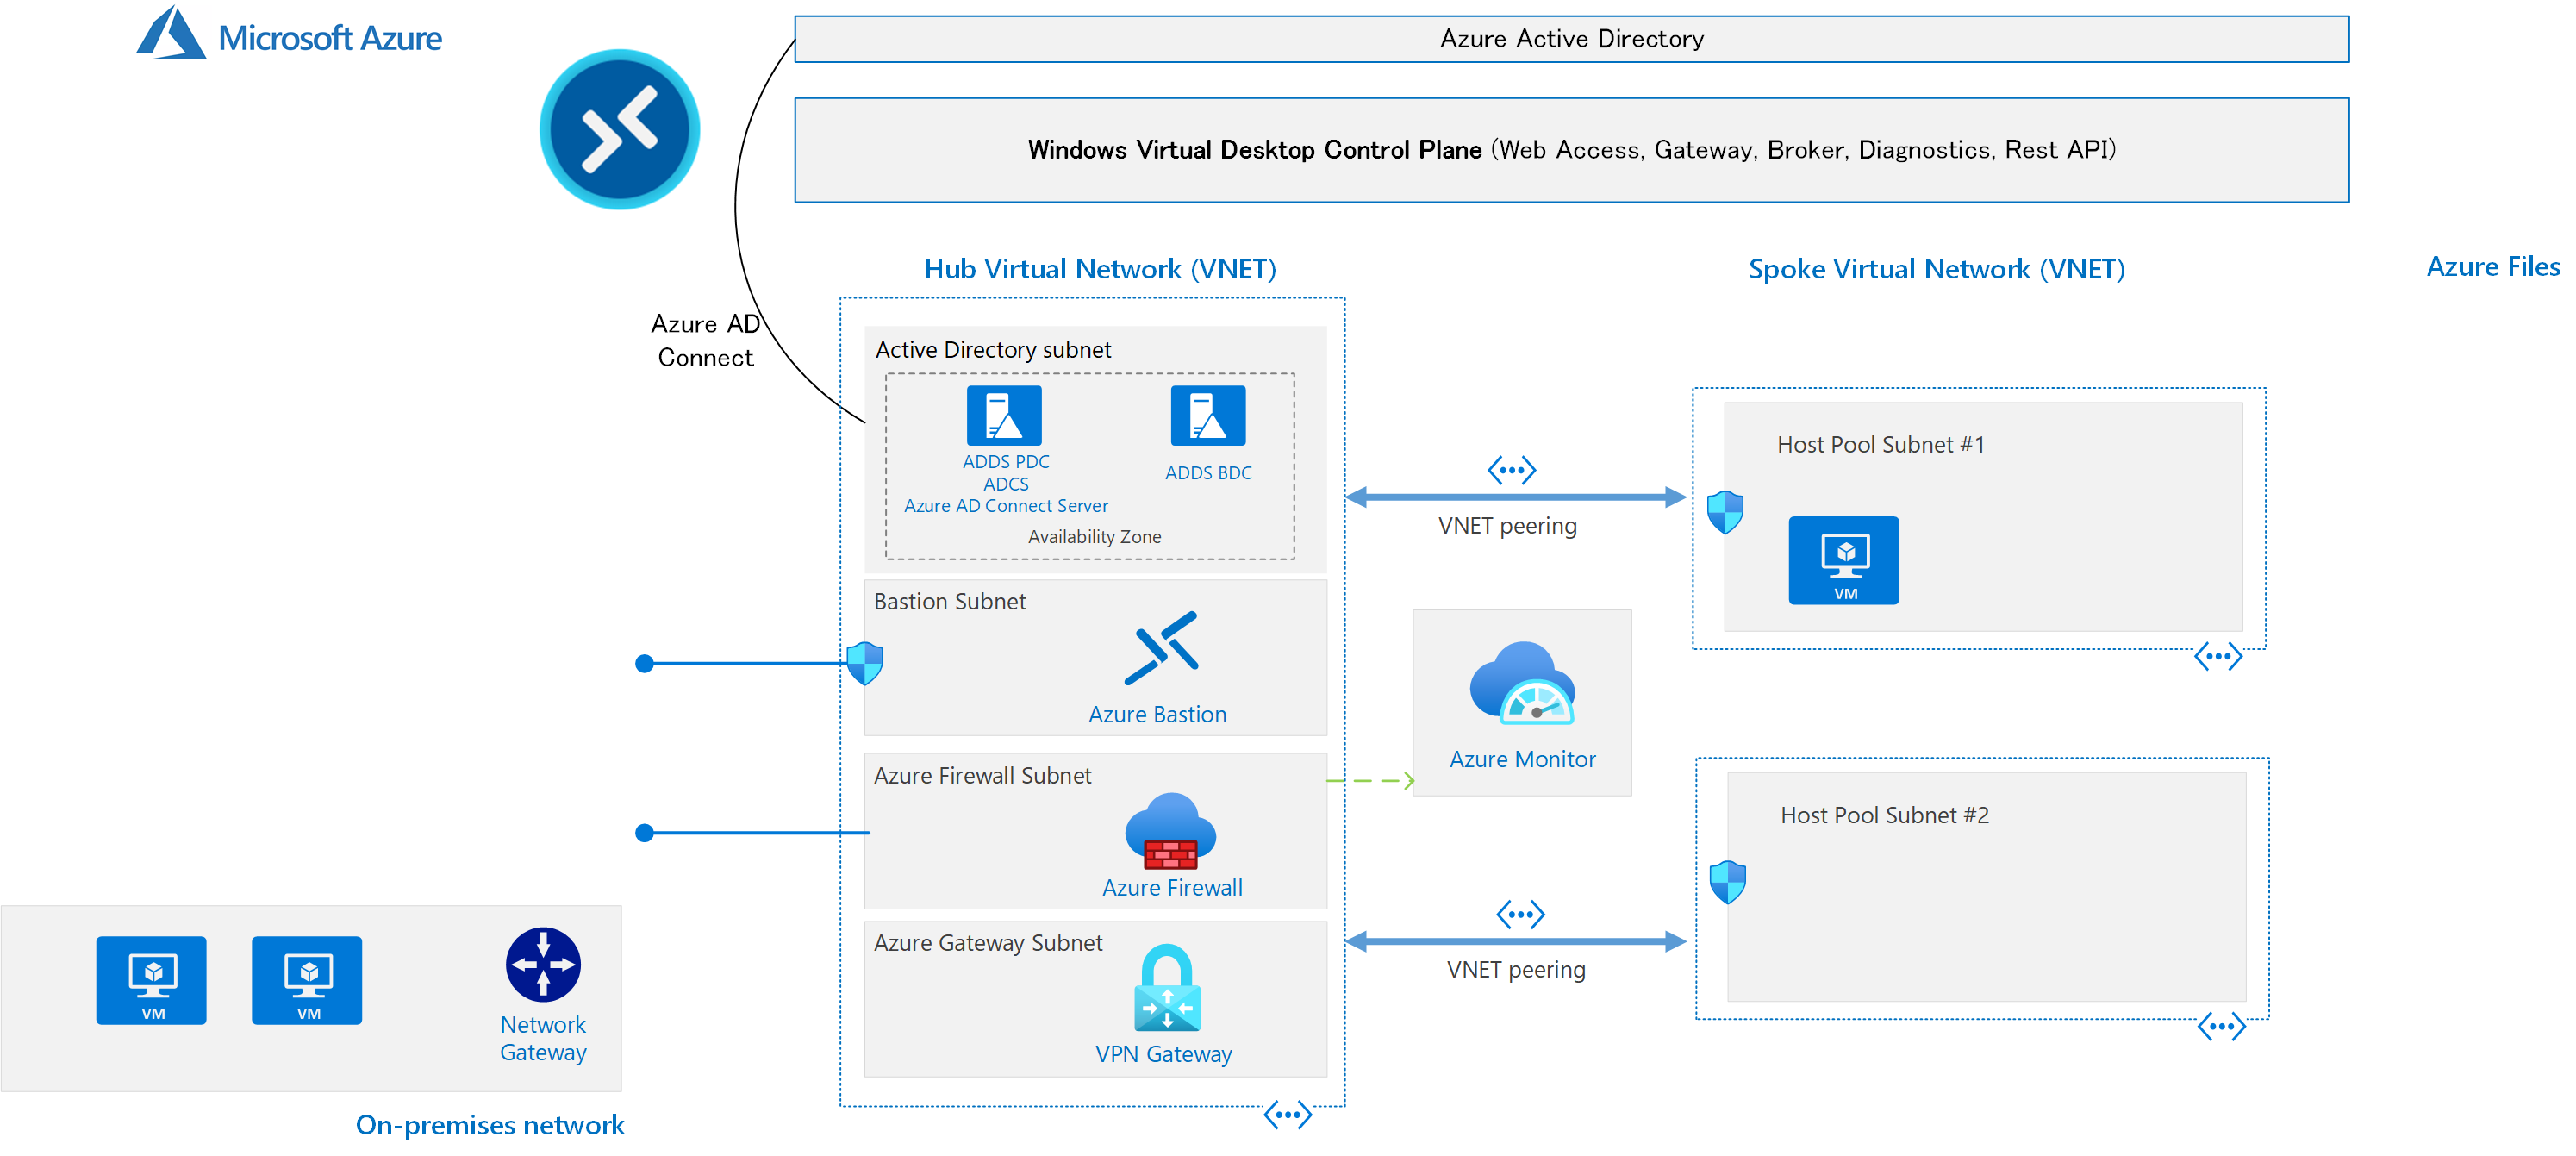 Microsoft Azure
Azure Active Directory
Windows Virtual Desktop Control Plane (Web Access, Gateway, Broker, Diagnostics, Rest API)
Hub Virtual Network (VNET)
Spoke Virtual Network (VNET)
Azure Files
Azure AD
Connect
Active Directory subnet
ADDS PDC
ADCS
Azure AD Connect Server
ADDS BDC
Availability Zone
VNET peering
Host Pool Subnet #1
VM
Bastion Subnet
Azure Bastion
Azure Monitor
Azure Firewall Subnet
Azure Firewall
Host Pool Subnet #2
VM
VM
Network
Gateway
Azure Gateway Subnet
VPN Gateway
VNET peering
On-premises network